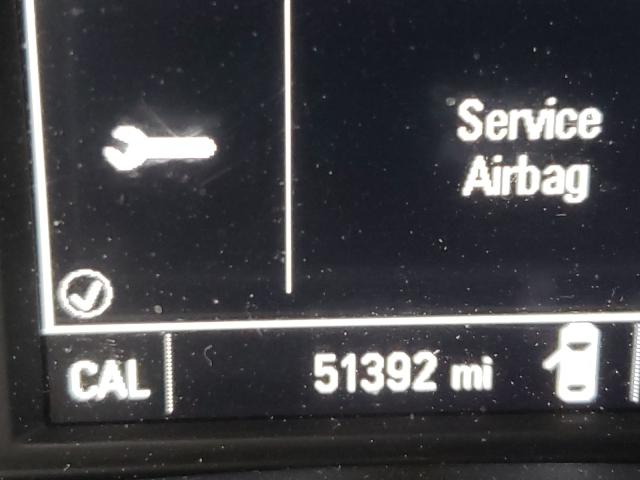 Service
Airbag
CAL
51392 mi